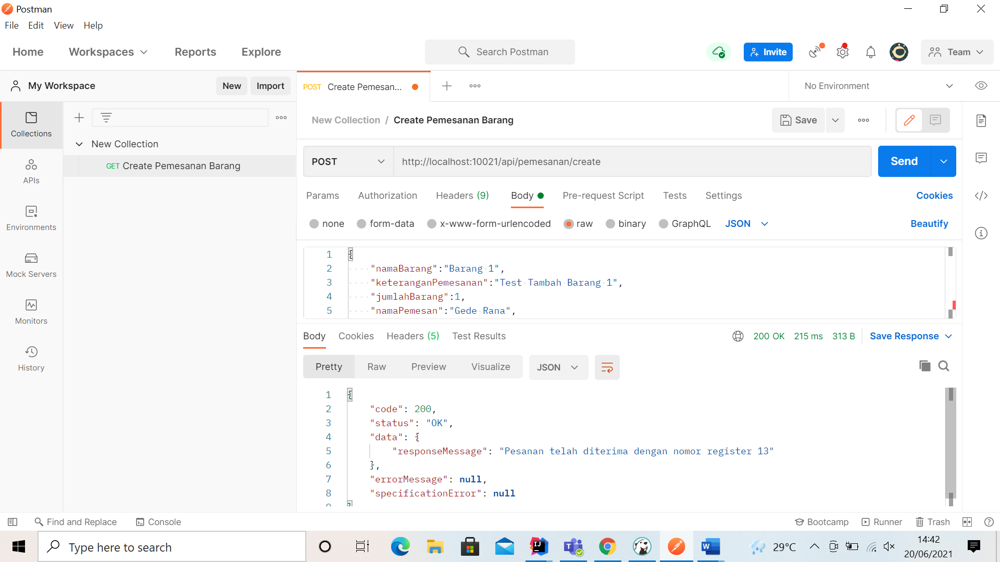 Postman
File Edit View Help
Home Workspaces Reports Explore Search Postman Invite Team
My Workspace New Import POST Create Pemesan... No Environment
Collections
APIs
Environments
Mock Servers
Monitors
History
New Collection
GET Create Pemesanan Barang
New Collection / Create Pemesanan Barang Save
POST http://localhost:10021/api/pemesanan/create Send
Params Authorization Headers (9) Body Pre-request Script Tests Settings Cookies
none form-data x-www-form-urlencoded raw binary GraphQL JSON Beautify
1 {
2 "namaBarang":"Barang 1",
3 "keteranganPemesanan":"Test Tambah Barang 1",
4 "jumlahBarang":1,
5 "namaPemesan":"Gede Rana",
Body Cookies Headers (5) Test Results 200 OK 215 ms 313 B Save Response
Pretty Raw Preview Visualize JSON
1 {
2 "code": 200,
3 "status": "OK",
4 "data": {
5 "responseMessage": "Pesanan telah diterima dengan nomor register 13"
6 },
7 "errorMessage": null,
8 "specificationError": null
9 }
Find and Replace Console Bootcamp Runner Trash
Type here to search 29°C 14:42
20/06/2021